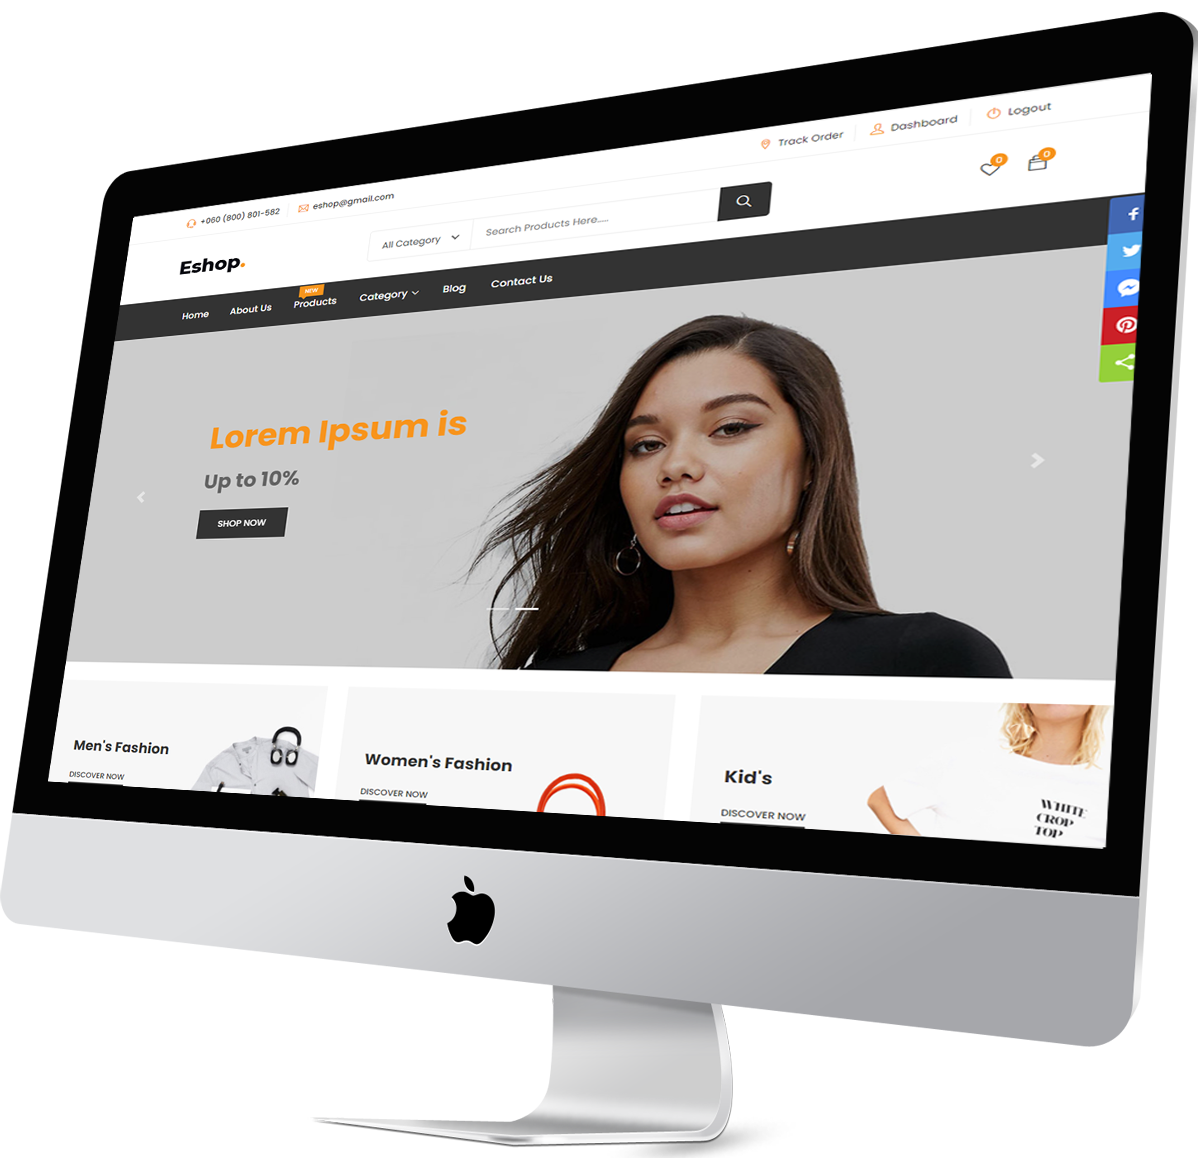 Track Order
Dashboard
Logout
+060 (800) 801-582
eshop@gmail.com
0
0
Eshop.
All Category
Search Products Here.....
Home
About Us
NEW
Products
Category
Blog
Contact Us
Lorem Ipsum is
Up to 10%
SHOP NOW
Men's Fashion
DISCOVER NOW
Women's Fashion
DISCOVER NOW
Kid's
DISCOVER NOW
WHITE
CROP
TOP